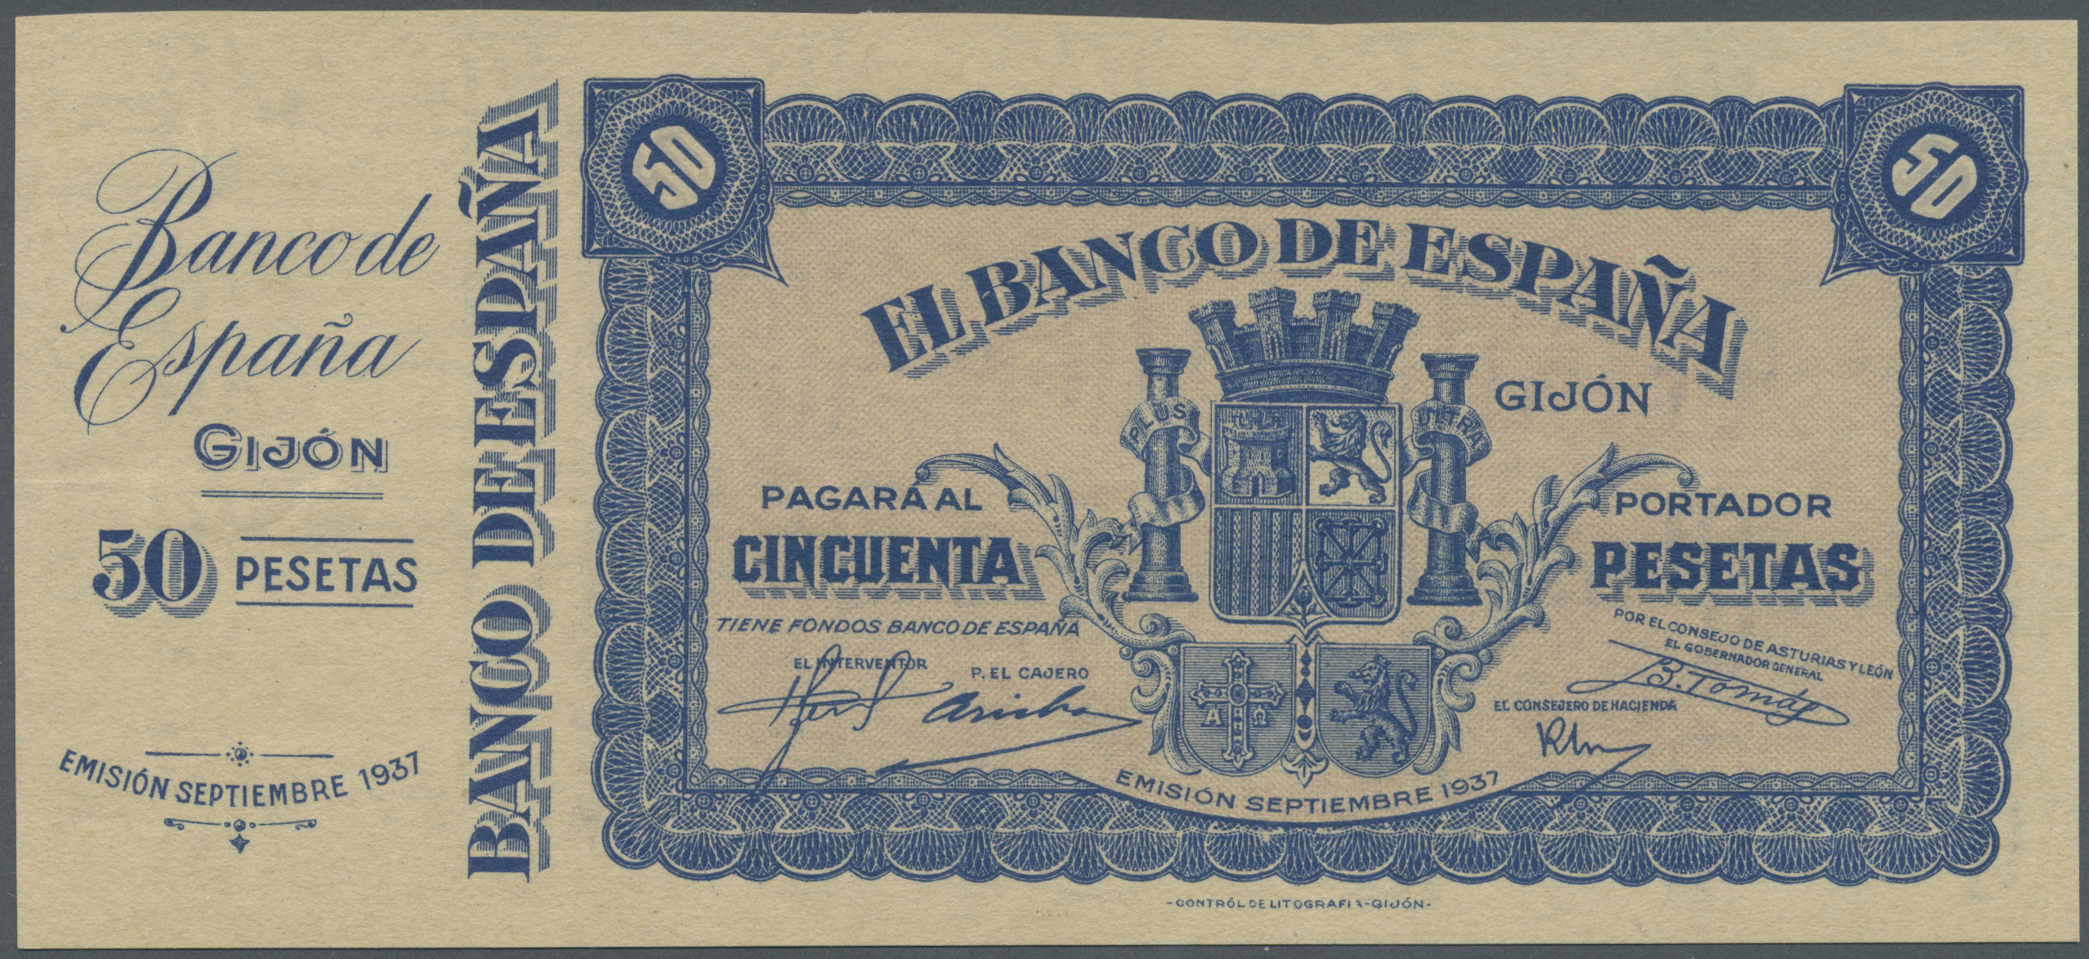 Banco de
España
GIJÓN
50 PESETAS
EMISIÓN SEPTIEMBRE 1937
BANCO DE ESPAÑA
50
50
EL BANCO DE ESPAÑA
GIJÓN
PLUS ULTRA
PAGARÁ AL PORTADOR
CINCUENTA PESETAS
TIENE FONDOS BANCO DE ESPAÑA
POR EL CONSEJO DE ASTURIAS Y LEÓN
EL GOBERNADOR GENERAL
EL INTERVENTOR
P. EL CAJERO
B. Tomás
EL CONSEJERO DE HACIENDA
A Ω
EMISIÓN SEPTIEMBRE 1937
-CONTRÓL DE LITOGRAFIA-GIJÓN-